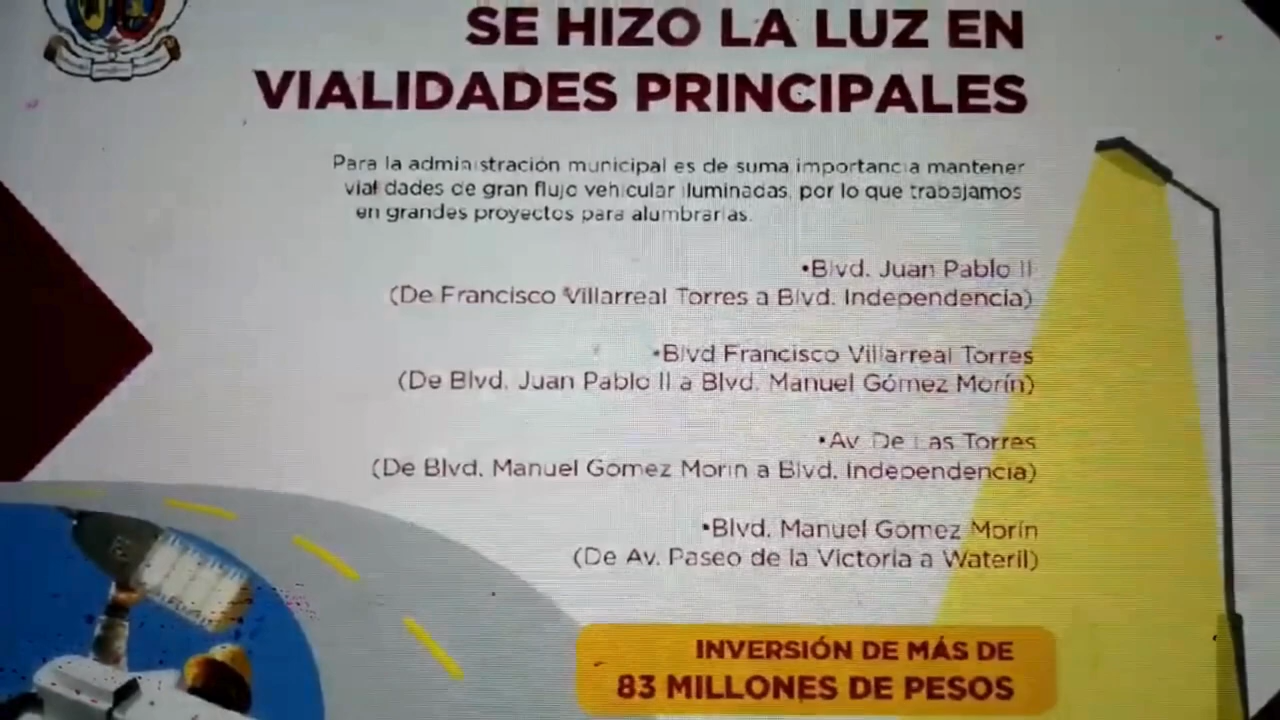 SE HIZO LA LUZ EN
VIALIDADES PRINCIPALES
Para la administración municipal es de suma importancia mantener
vialidades de gran flujo vehicular iluminadas, por lo que trabajamos
en grandes proyectos para alumbrarlas.
•Blvd. Juan Pablo II
(De Francisco Villarreal Torres a Blvd. Independencia)
•Blvd Francisco Villarreal Torres
(De Blvd. Juan Pablo II a Blvd. Manuel Gómez Morín)
•Av. De Las Torres
(De Blvd. Manuel Gomez Morin a Blvd. Independencia)
•Blvd. Manuel Gomez Morín
(De Av. Paseo de la Victoria a Wateril)
INVERSIÓN DE MÁS DE
83 MILLONES DE PESOS